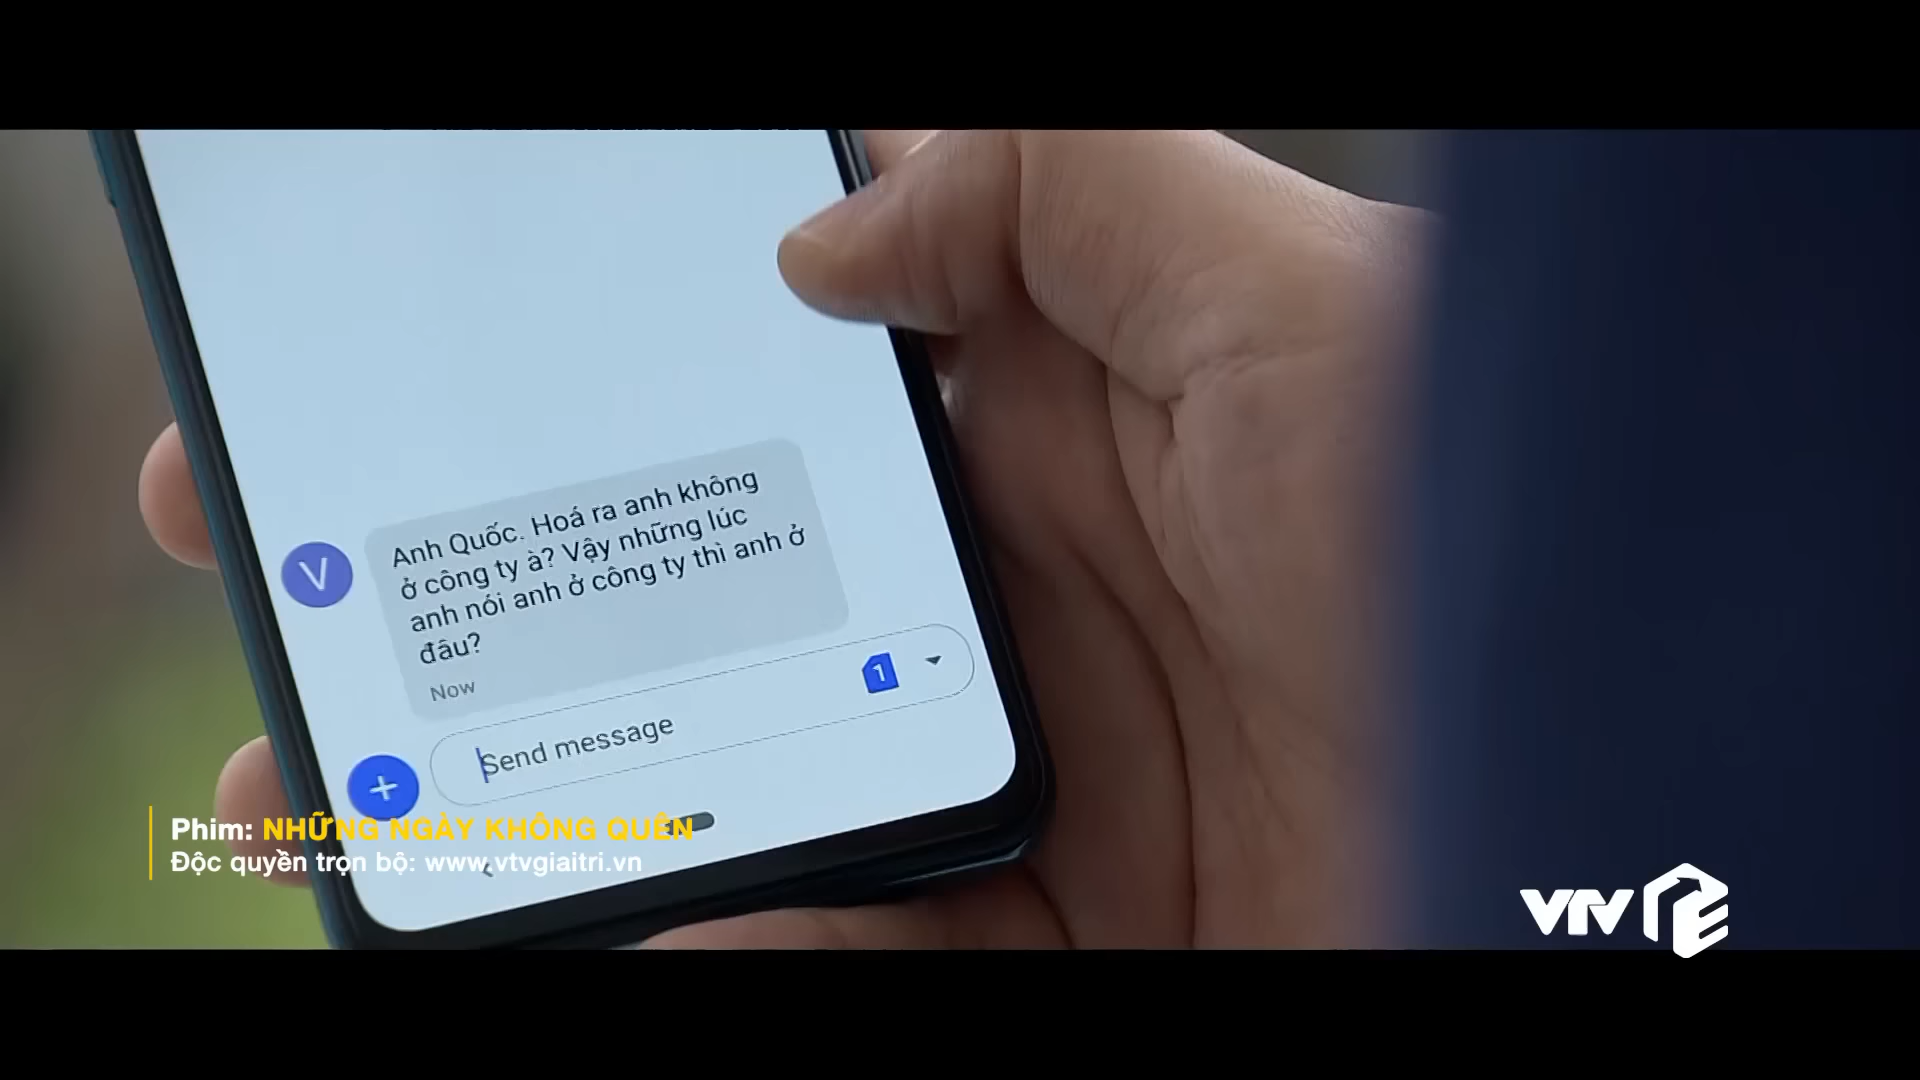 Anh Quốc. Hoá ra anh không
ở công ty à? Vậy những lúc
anh nói anh ở công ty thì anh ở
đâu?
Now
V
1
Send message
Phim: NHỮNG NGÀY KHÔNG QUÊN
Độc quyền trọn bộ: www.vtvgiaitri.vn
VTV